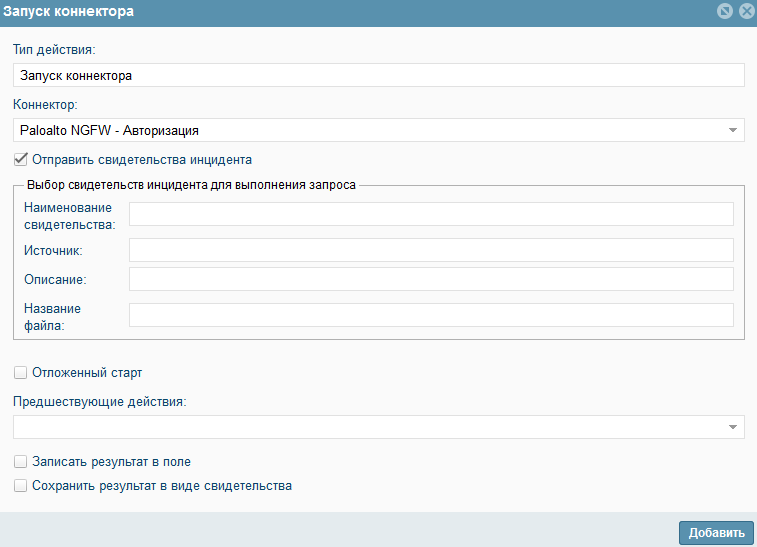 Запуск коннектора
Тип действия:
Запуск коннектора
Коннектор:
Paloalto NGFW - Авторизация
Отправить свидетельства инцидента
Выбор свидетельств инцидента для выполнения запроса
Наименование
свидетельства:
Источник:
Описание:
Название
файла:
Отложенный старт
Предшествующие действия:
Записать результат в поле
Сохранить результат в виде свидетельства
Добавить